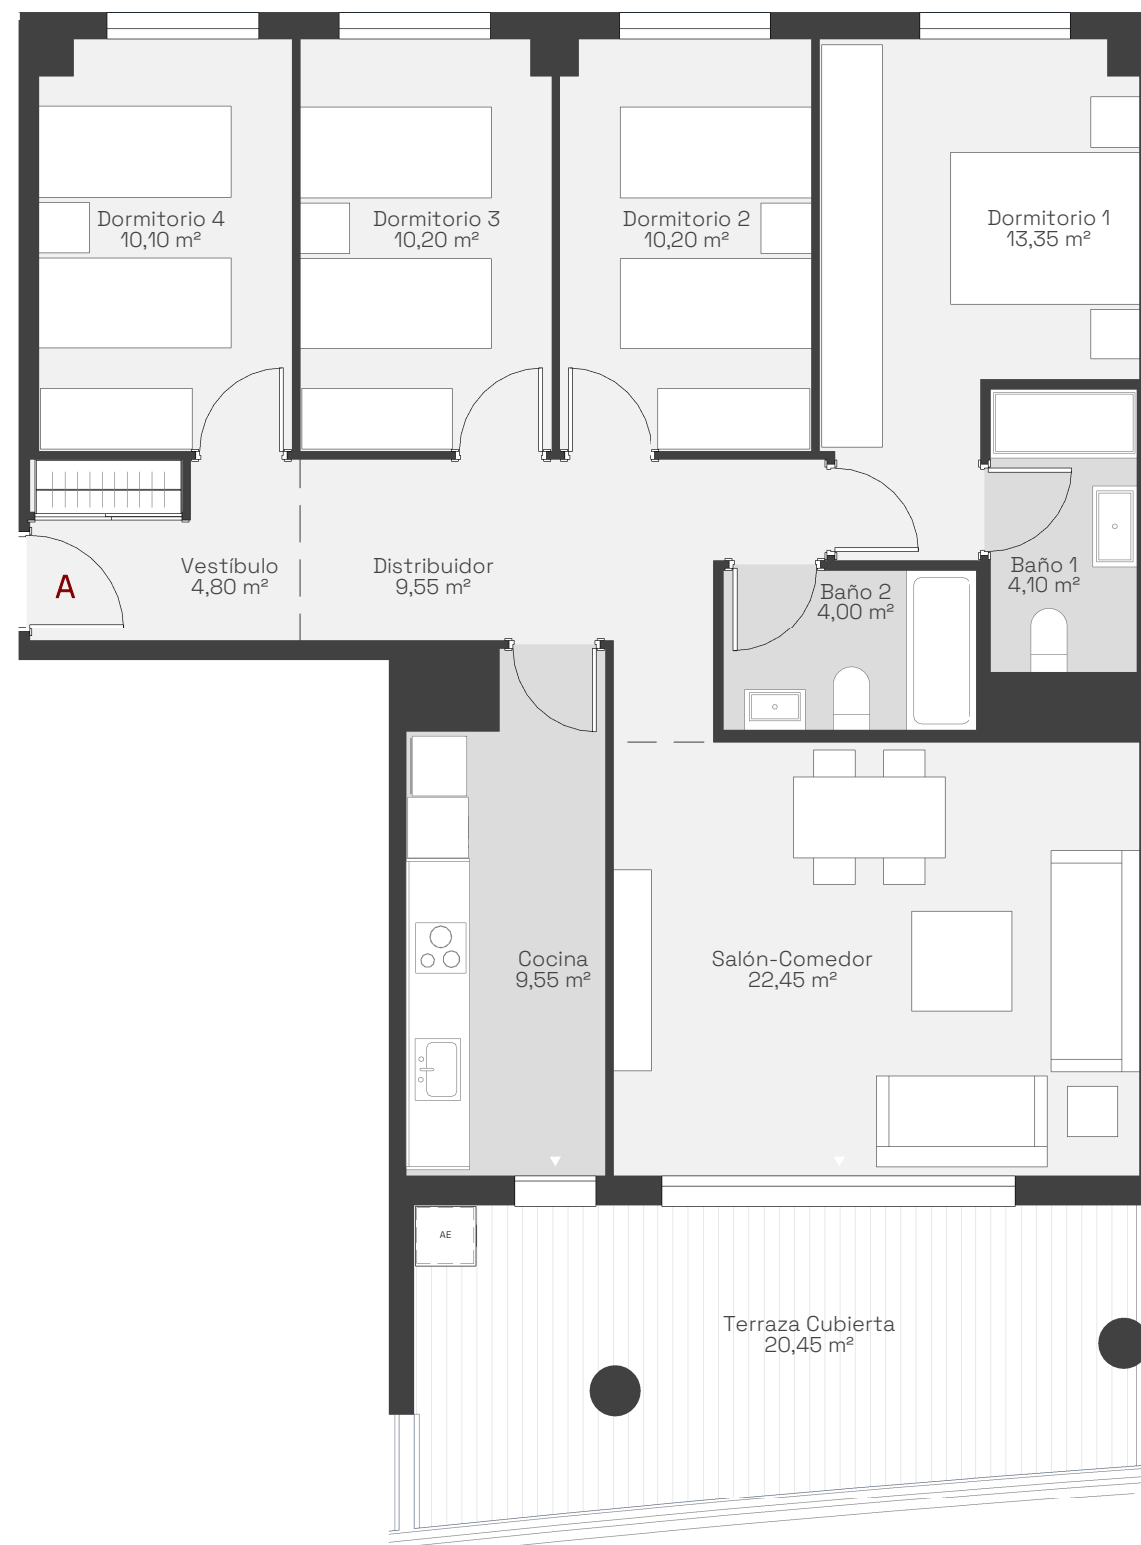 Dormitorio 4
10,10 m²
Dormitorio 3
10,20 m²
Dormitorio 2
10,20 m²
Dormitorio 1
13,35 m²
A
Vestíbulo
4,80 m²
Distribuidor
9,55 m²
Baño 2
4,00 m²
Baño 1
4,10 m²
Cocina
9,55 m²
Salón-Comedor
22,45 m²
AE
Terraza Cubierta
20,45 m²